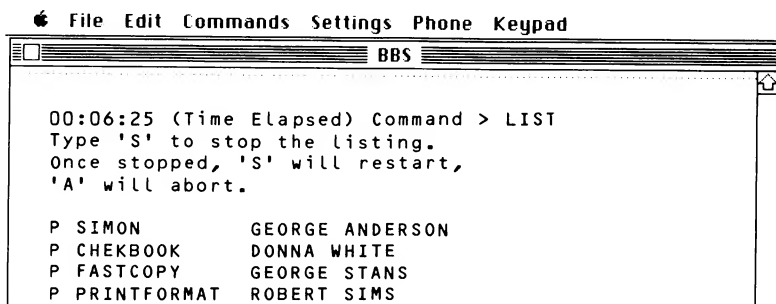 File Edit Commands Settings Phone Keypad
BBS
00:06:25 (Time Elapsed) Command > LIST
Type 'S' to stop the listing.
Once stopped, 'S' will restart,
'A' will abort.
P SIMON GEORGE ANDERSON
P CHEKBOOK DONNA WHITE
P FASTCOPY GEORGE STANS
P PRINTFORMAT ROBERT SIMS